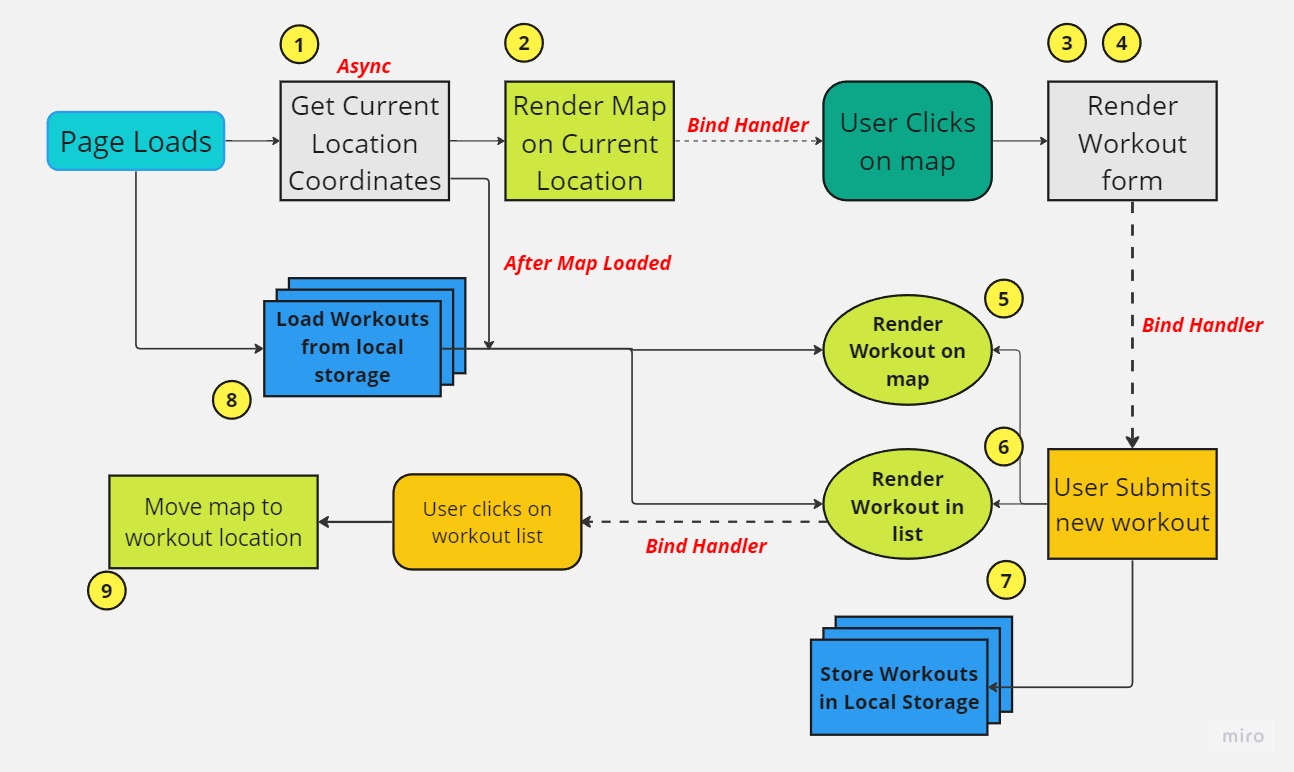 1
2
3
4
Async
Page Loads
Get Current
Location
Coordinates
Render Map
on Current
Location
Bind Handler
User Clicks
on map
Render
Workout
form
After Map Loaded
Load Workouts
from local
storage
8
5
Render
Workout on
map
Bind Handler
6
Move map to
workout location
9
User clicks on
workout list
Bind Handler
Render
Workout in
list
User Submits
new workout
7
Store Workouts
in Local Storage
miro